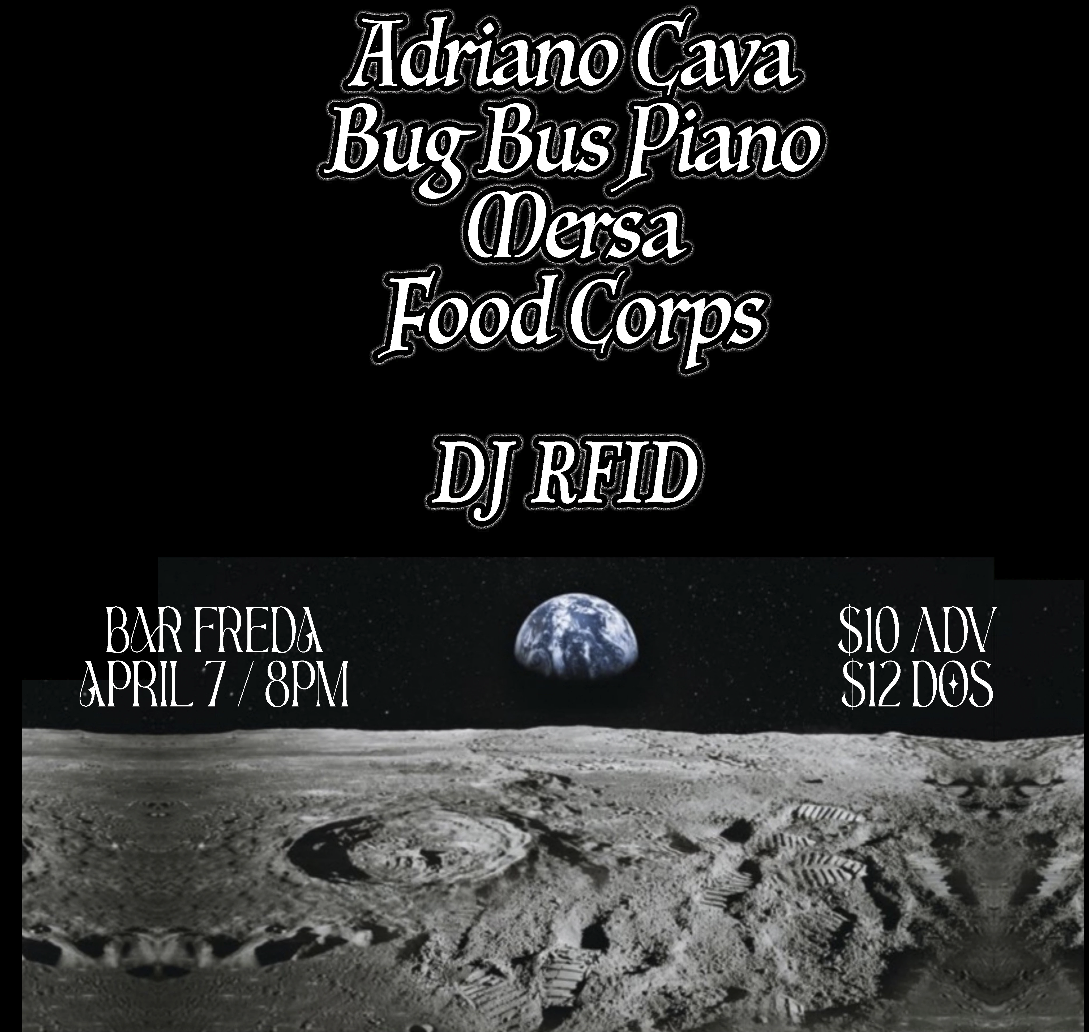 Adriano Cava
Bug Bus Piano
Mersa
Food Corps
DJ RFID
BAR FREDA
APRIL 7 / 8PM
$10 ADV
$12 DOS